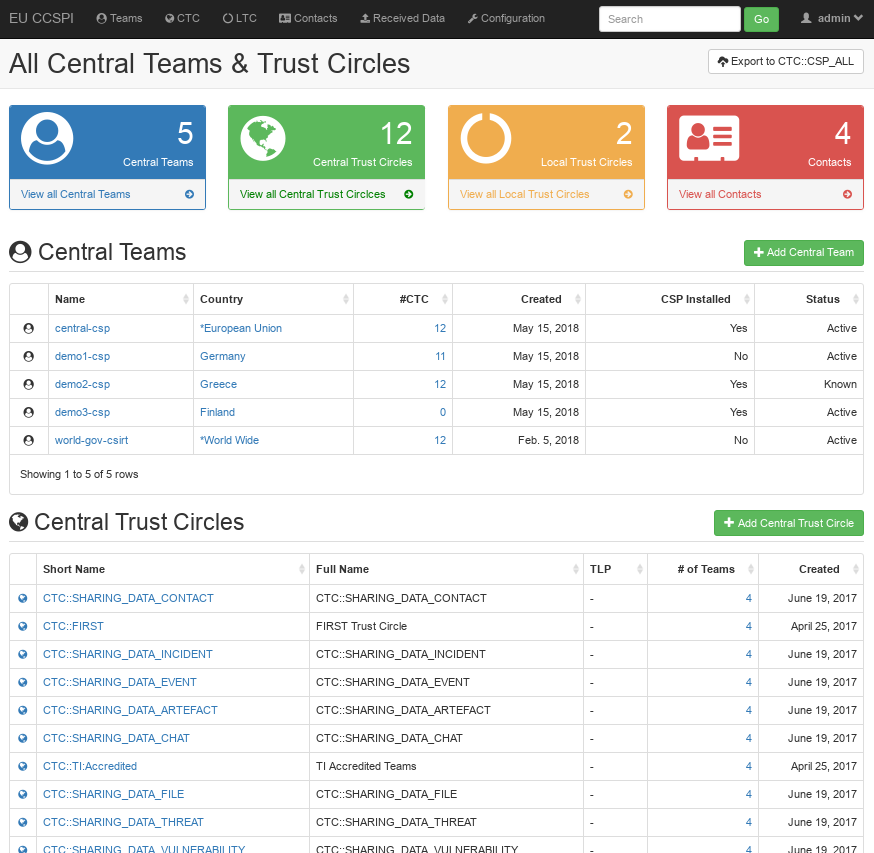 EU CCSPI Teams CTC LTC Contacts Received Data Configuration Search Go admin
All Central Teams & Trust Circles Export to CTC::CSP_ALL
5 12 2 4
Central Teams Central Trust Circles Local Trust Circles Contacts
View all Central Teams View all Central Trust Circlces View all Local Trust Circles View all Contacts
Central Teams Add Central Team
Name Country #CTC Created CSP Installed Status
central-csp *European Union 12 May 15, 2018 Yes Active
demo1-csp Germany 11 May 15, 2018 No Active
demo2-csp Greece 12 May 15, 2018 Yes Known
demo3-csp Finland 0 May 15, 2018 Yes Active
world-gov-csirt *World Wide 12 Feb. 5, 2018 No Active
Showing 1 to 5 of 5 rows
Central Trust Circles Add Central Trust Circle
Short Name Full Name TLP # of Teams Created
CTC::SHARING_DATA_CONTACT CTC::SHARING_DATA_CONTACT - 4 June 19, 2017
CTC::FIRST FIRST Trust Circle - 4 April 25, 2017
CTC::SHARING_DATA_INCIDENT CTC::SHARING_DATA_INCIDENT - 4 June 19, 2017
CTC::SHARING_DATA_EVENT CTC::SHARING_DATA_EVENT - 4 June 19, 2017
CTC::SHARING_DATA_ARTEFACT CTC::SHARING_DATA_ARTEFACT - 4 June 19, 2017
CTC::SHARING_DATA_CHAT CTC::SHARING_DATA_CHAT - 4 June 19, 2017
CTC::TI:Accredited TI Accredited Teams - 4 April 25, 2017
CTC::SHARING_DATA_FILE CTC::SHARING_DATA_FILE - 4 June 19, 2017
CTC::SHARING_DATA_THREAT CTC::SHARING_DATA_THREAT - 4 June 19, 2017
CTC::SHARING_DATA_VULNERABILITY CTC::SHARING_DATA_VULNERABILITY - 4 June 19, 2017